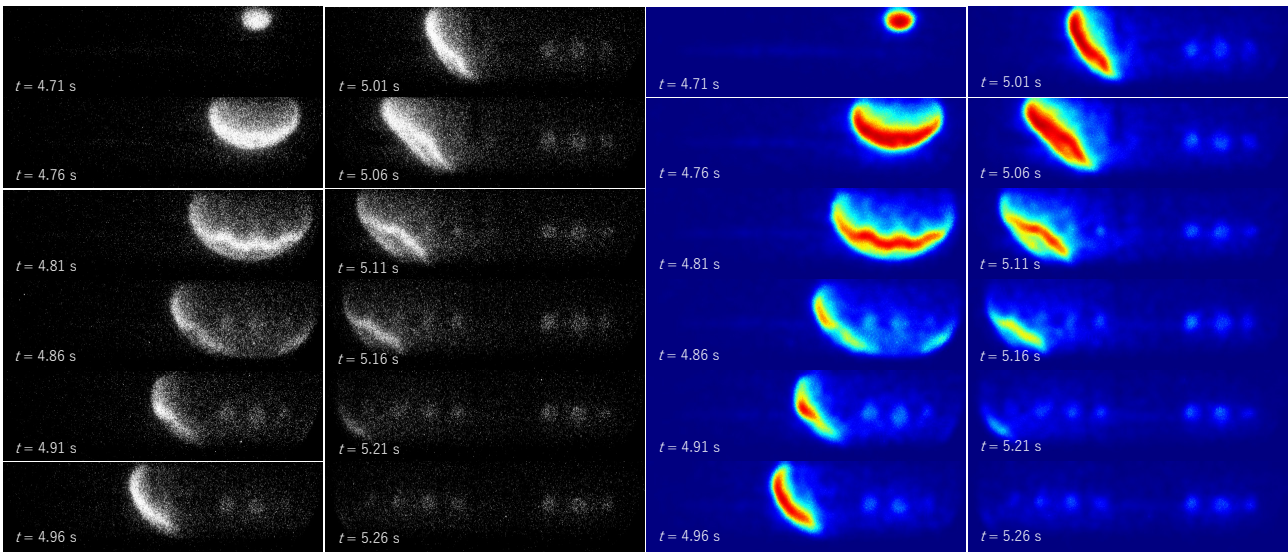 t = 4.71 s
t = 4.76 s
t = 4.81 s
t = 4.86 s
t = 4.91 s
t = 4.96 s
t = 5.01 s
t = 5.06 s
t = 5.11 s
t = 5.16 s
t = 5.21 s
t = 5.26 s
t = 4.71 s
t = 4.76 s
t = 4.81 s
t = 4.86 s
t = 4.91 s
t = 4.96 s
t = 5.01 s
t = 5.06 s
t = 5.11 s
t = 5.16 s
t = 5.21 s
t = 5.26 s